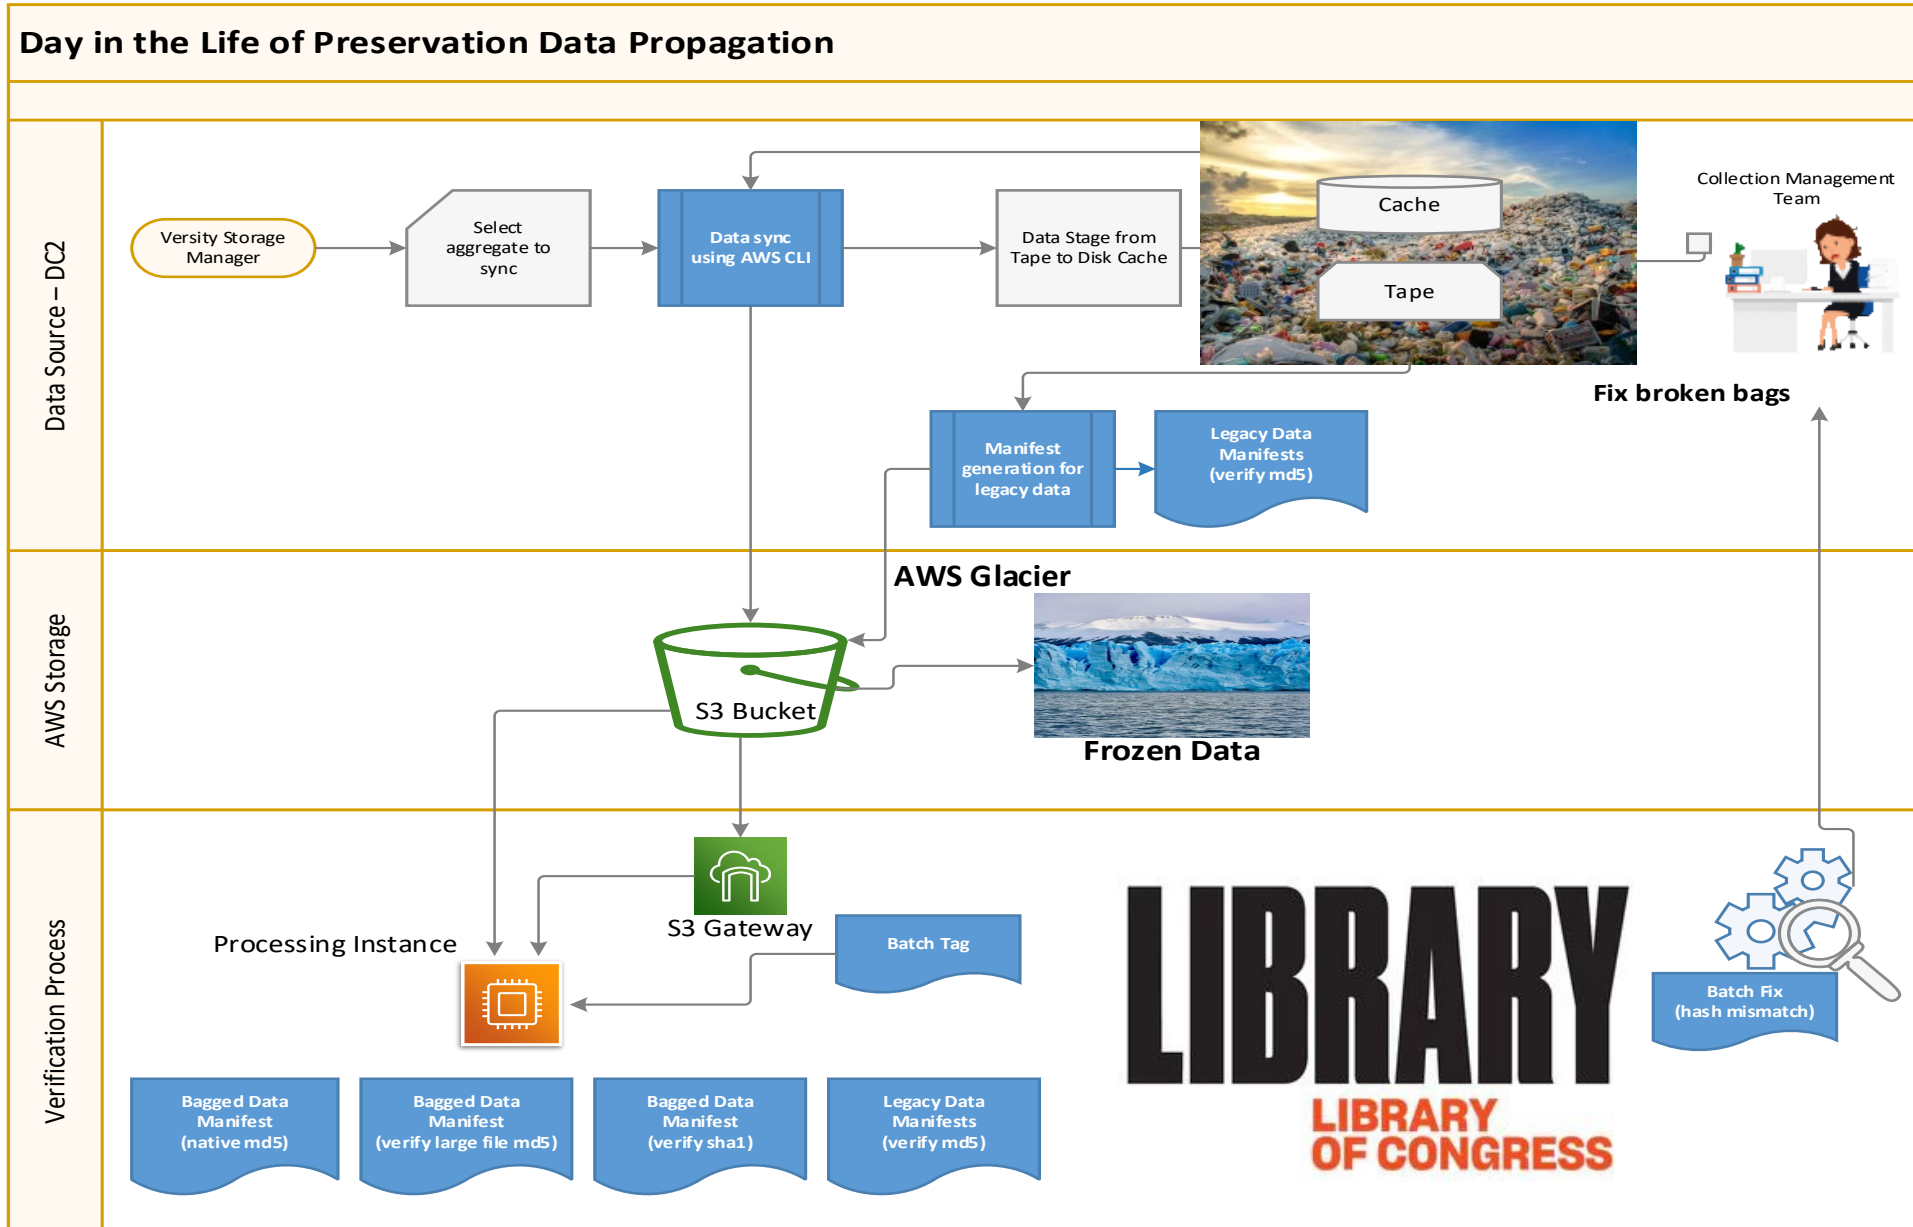 Day in the Life of Preservation Data Propagation
Data Source – DC2
Versity Storage
Manager
Select
aggregate to
sync
Data sync
using AWS CLI
Data Stage from
Tape to Disk Cache
Cache
Tape
Collection Management
Team
Fix broken bags
Manifest
generation for
legacy data
Legacy Data
Manifests
(verify md5)
AWS Storage
AWS Glacier
S3 Bucket
Frozen Data
Verification Process
S3 Gateway
Processing Instance
Batch Tag
Bagged Data
Manifest
(native md5)
Bagged Data
Manifest
(verify large file md5)
Bagged Data
Manifest
(verify sha1)
Legacy Data
Manifests
(verify md5)
LIBRARY
LIBRARY
OF CONGRESS
Batch Fix
(hash mismatch)